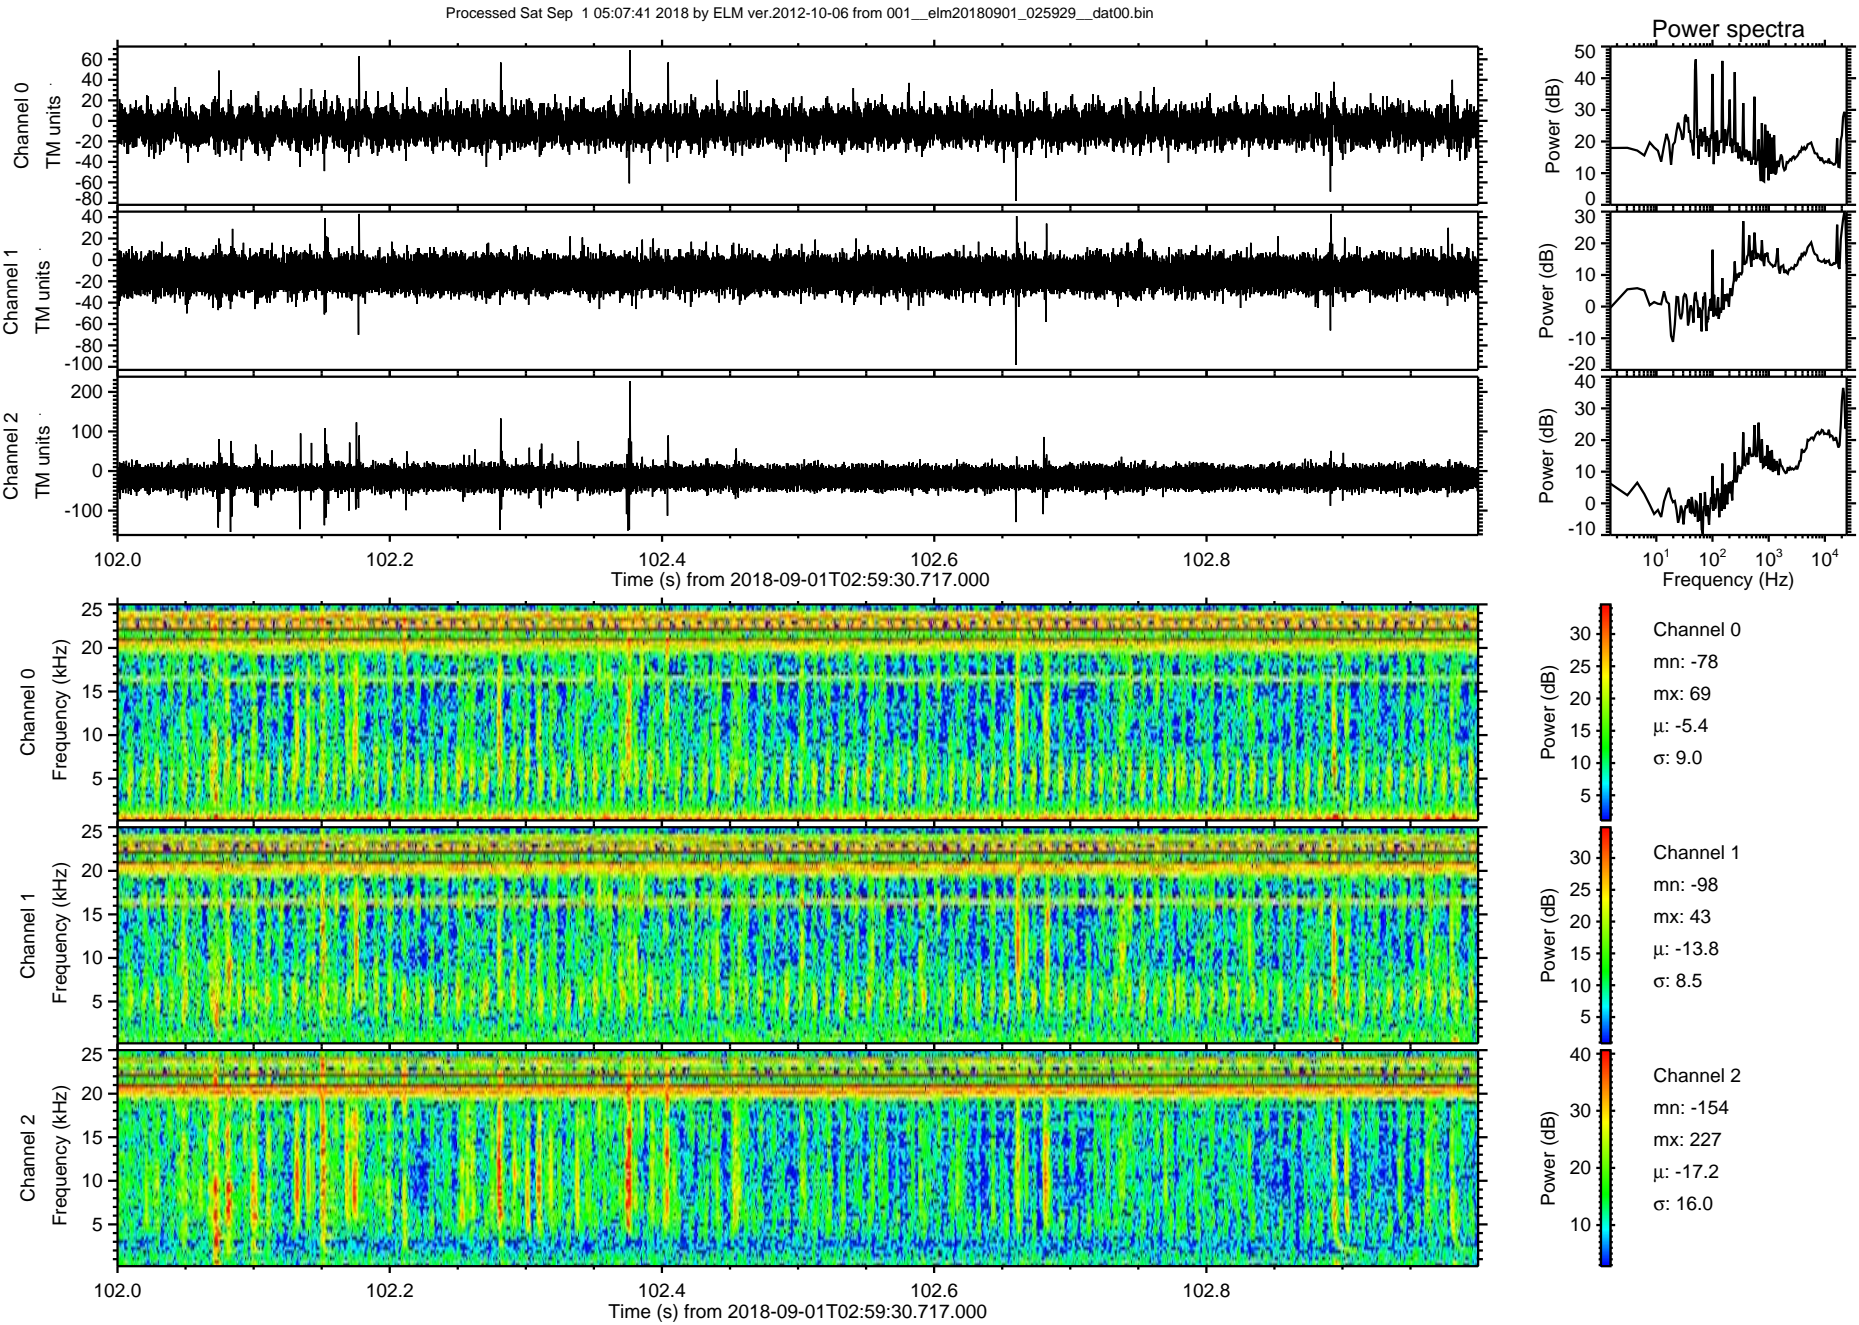 Processed Sat Sep  1 05:07:41 2018 by ELM ver.2012-10-06 from 001__elm20180901_025929__dat00.bin
Power spectra
Channel 0
TM units
60
40
20
0
-20
-40
-60
-80
Power (dB)
50
40
30
20
10
0
Channel 1
TM units
40
20
0
-20
-40
-60
-80
-100
Power (dB)
30
20
10
0
-10
-20
Channel 2
TM units
200
100
0
-100
Power (dB)
40
30
20
10
0
-10
102.0 102.2 102.4 102.6 102.8
Time (s) from 2018-09-01T02:59:30.717.000
10¹ 10² 10³ 10⁴
Frequency (Hz)
Channel 0
Frequency (kHz)
25
20
15
10
5
Power (dB)
30
25
20
15
10
5
Channel 0
mn: -78
mx: 69
µ: -5.4
σ: 9.0
Channel 1
Frequency (kHz)
25
20
15
10
5
Power (dB)
30
25
20
15
10
5
Channel 1
mn: -98
mx: 43
µ: -13.8
σ: 8.5
Channel 2
Frequency (kHz)
25
20
15
10
5
Power (dB)
40
30
20
10
Channel 2
mn: -154
mx: 227
µ: -17.2
σ: 16.0
102.0 102.2 102.4 102.6 102.8
Time (s) from 2018-09-01T02:59:30.717.000